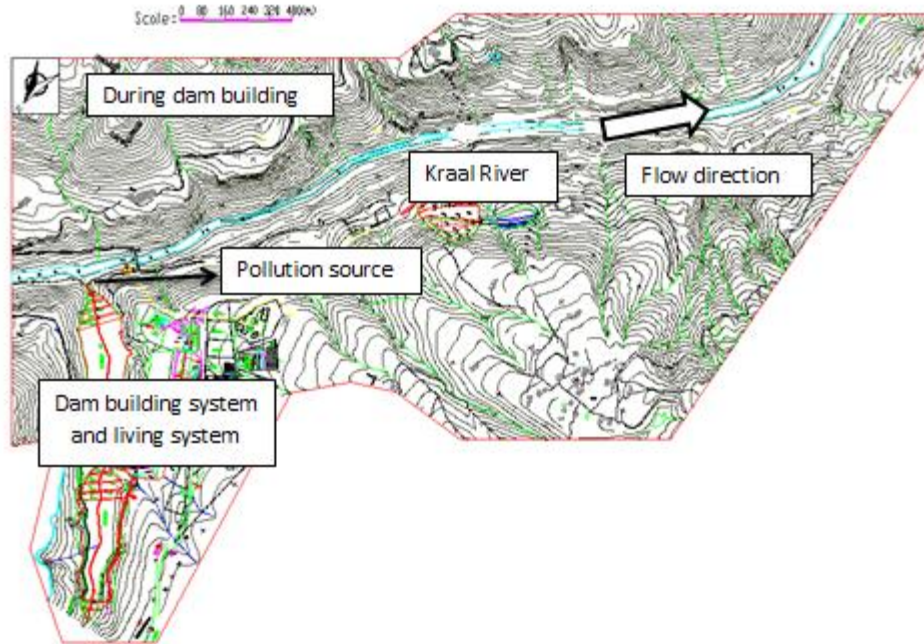 Scale: 0 80 160 240 320 400(m)
During dam building
Kraal River
Flow direction
Pollution source
Dam building system
and living system